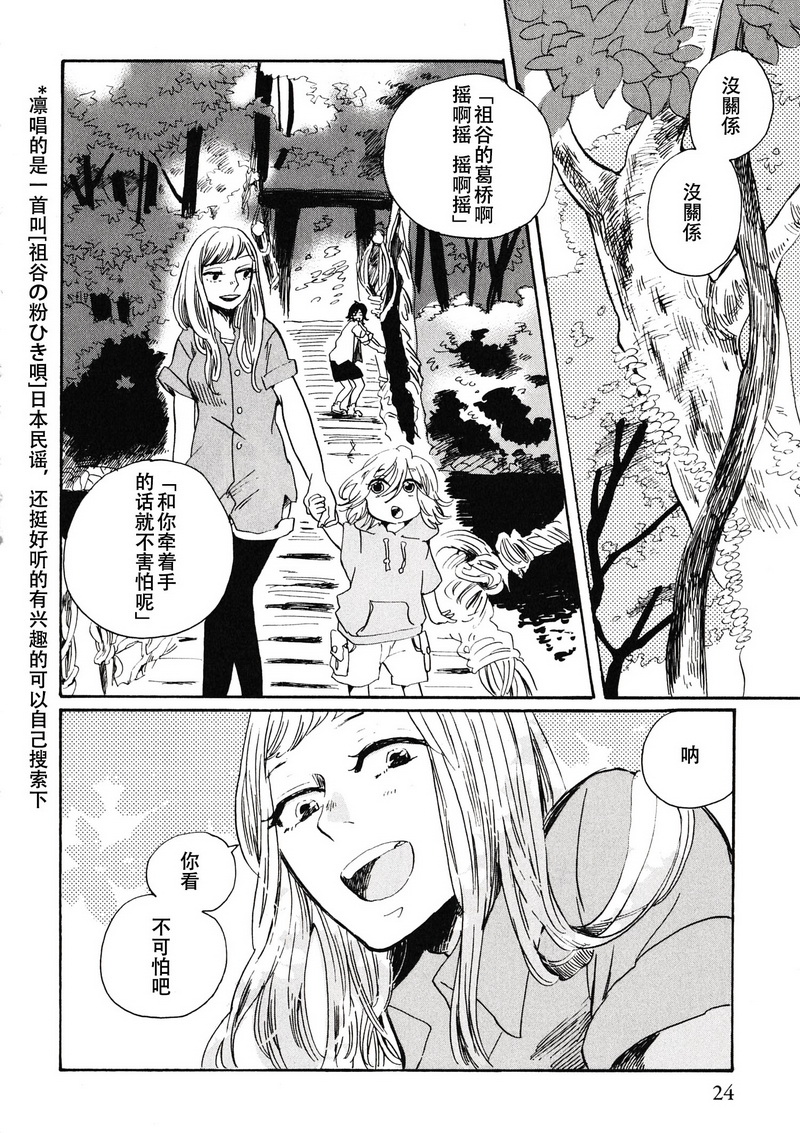 沒關係
沒關係
「祖谷的葛桥啊
摇啊摇 摇啊摇」
「和你牵着手
的话就不害怕呢」
呐
你看
不可怕吧
*凛唱的是一首叫[祖谷の粉ひき唄]日本民谣，还挺好听的有兴趣的可以自己搜索下
24